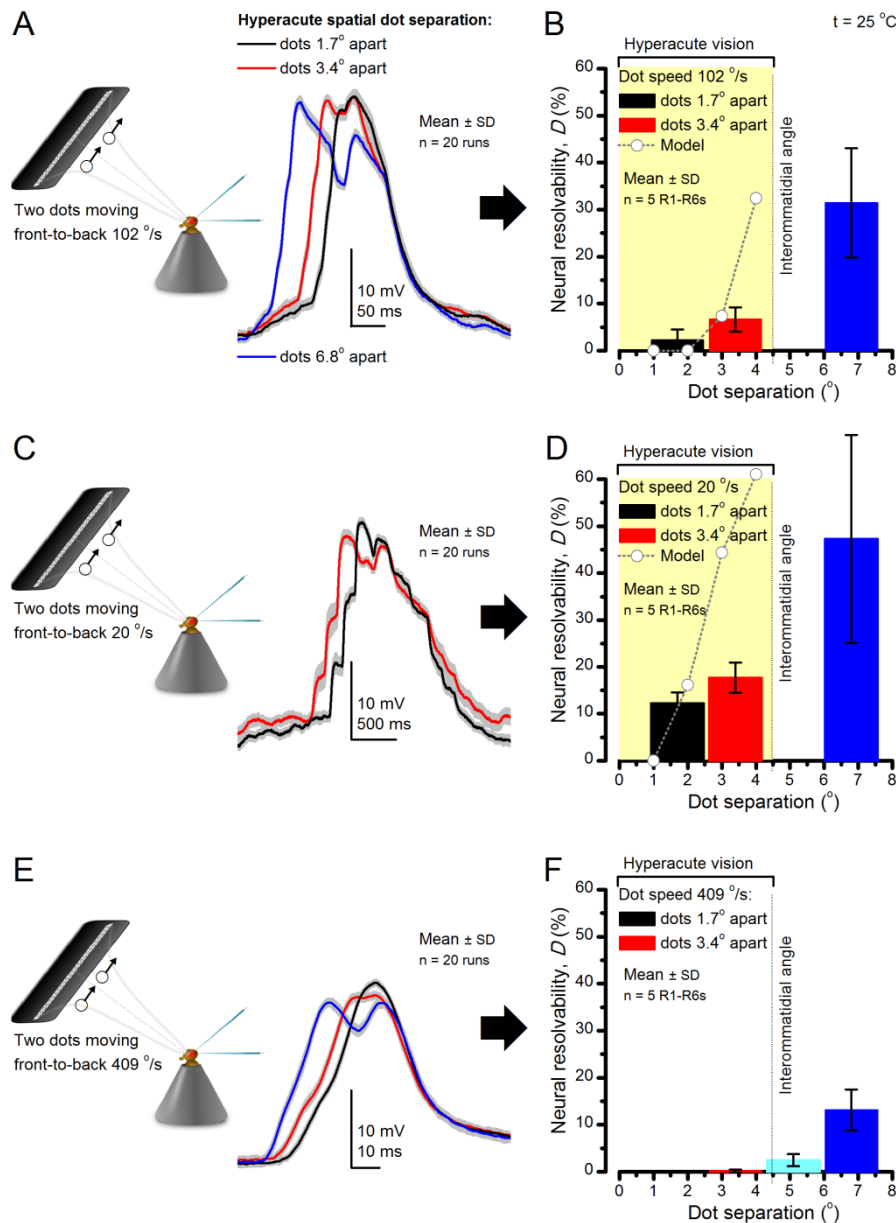 A
Hyperacute spatial dot separation:
dots 1.7° apart
dots 3.4° apart
Mean ± SD
n = 20 runs
Two dots moving
front-to-back 102 °/s
10 mV
50 ms
dots 6.8° apart
B
t = 25 °C
Hyperacute vision
Dot speed 102 °/s
dots 1.7° apart
dots 3.4° apart
Model
Mean ± SD
n = 5 R1-R6s
Interommatidial angle
Neural resolvability, D (%)
60
50
40
30
20
10
0
0 1 2 3 4 5 6 7 8
Dot separation (°)
C
Mean ± SD
n = 20 runs
Two dots moving
front-to-back 20 °/s
10 mV
500 ms
D
Hyperacute vision
Dot speed 20 °/s
dots 1.7° apart
dots 3.4° apart
Model
Mean ± SD
n = 5 R1-R6s
Interommatidial angle
Neural resolvability, D (%)
60
50
40
30
20
10
0
0 1 2 3 4 5 6 7 8
Dot separation (°)
E
Mean ± SD
n = 20 runs
Two dots moving
front-to-back 409 °/s
10 mV
10 ms
F
Hyperacute vision
Dot speed 409 °/s:
dots 1.7° apart
dots 3.4° apart
Mean ± SD
n = 5 R1-R6s
Interommatidial angle
Neural resolvability, D (%)
60
50
40
30
20
10
0
0 1 2 3 4 5 6 7 8
Dot separation (°)